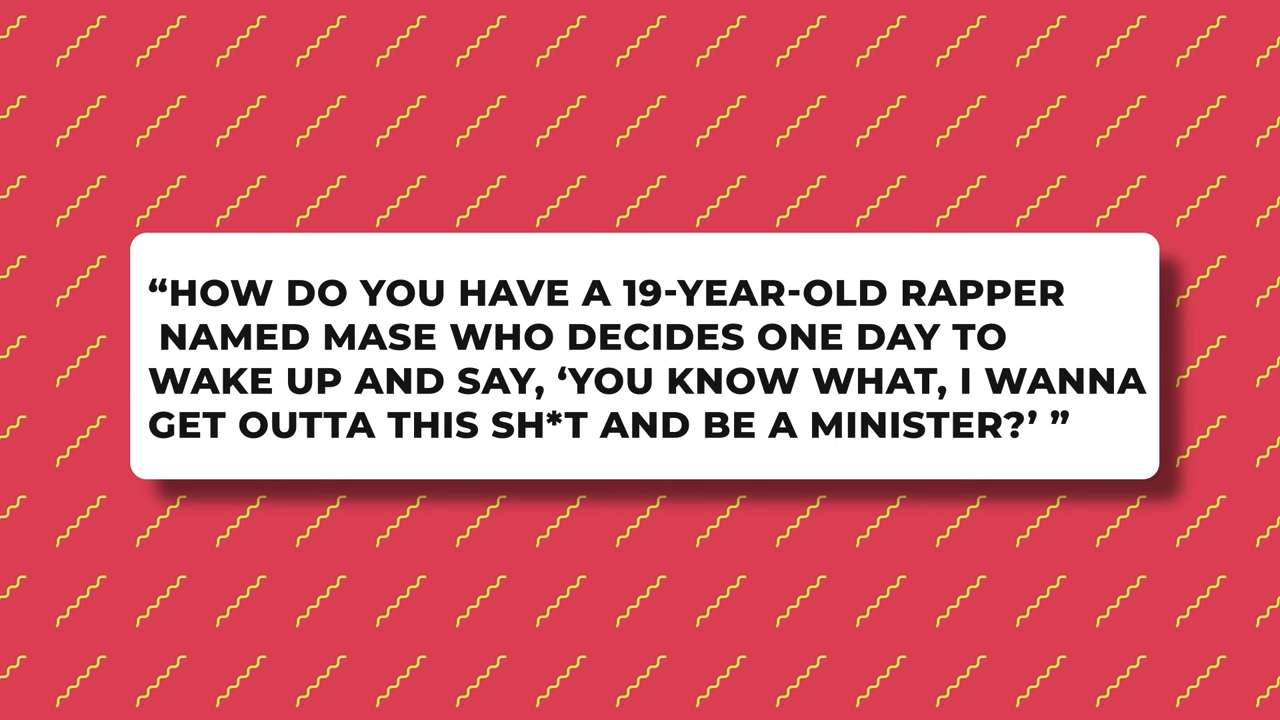 “HOW DO YOU HAVE A 19-YEAR-OLD RAPPER
NAMED MASE WHO DECIDES ONE DAY TO
WAKE UP AND SAY, ‘YOU KNOW WHAT, I WANNA
GET OUTTA THIS SH*T AND BE A MINISTER?’ ”